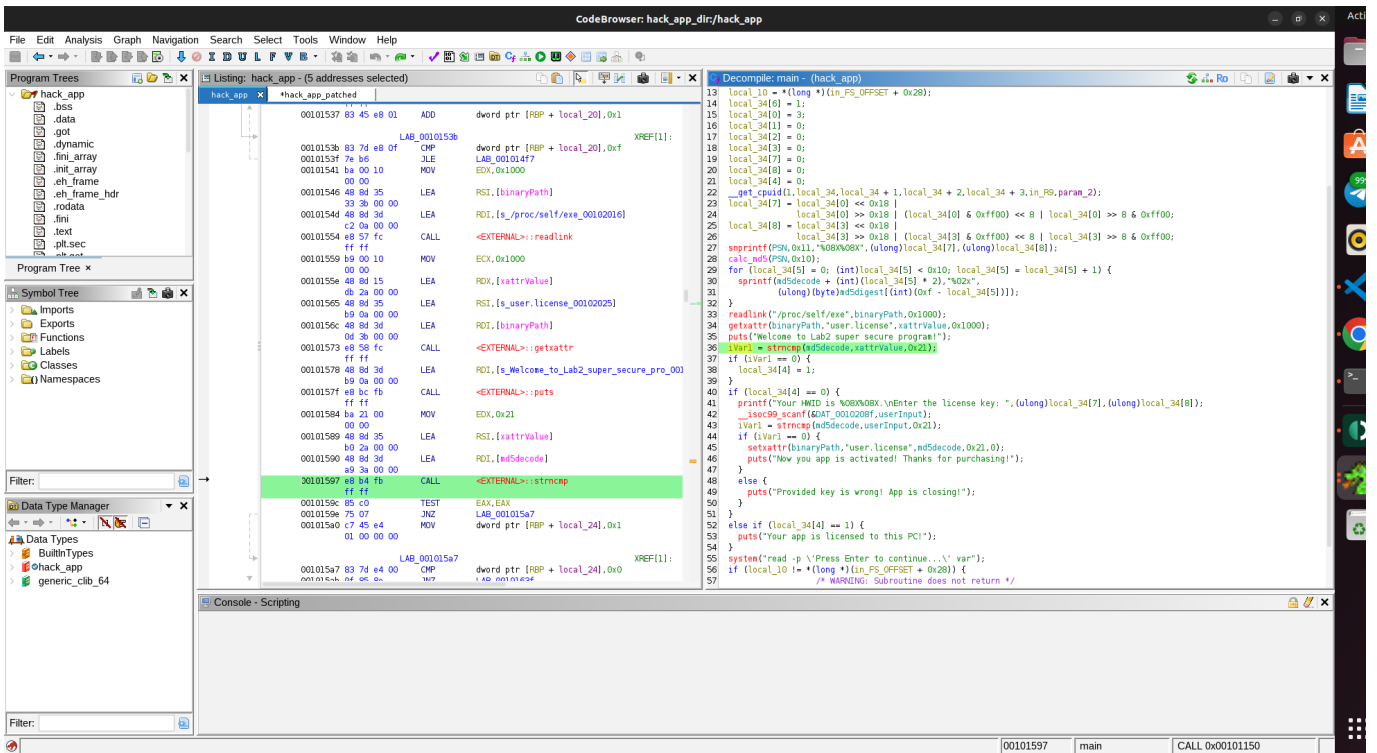 CodeBrowser: hack_app_dir:/hack_app
Acti
File Edit Analysis Graph Navigation Search Select Tools Window Help
Program Trees
hack_app
.bss
.data
.got
.dynamic
.fini_array
.init_array
.eh_frame
.eh_frame_hdr
.rodata
.fini
.text
.plt.sec
.plt.got
Program Tree ×
Symbol Tree
Imports
Exports
Functions
Labels
Classes
Namespaces
Filter:
Data Type Manager
Data Types
BuiltInTypes
hack_app
generic_clib_64
Filter:
Listing: hack_app - (5 addresses selected)
hack_app
*hack_app_patched
ff ff
00101537 83 45 e8 01 ADD dword ptr [RBP + local_20],0x1
LAB_0010153b XREF[1]:
0010153b 83 7d e8 0f CMP dword ptr [RBP + local_20],0xf
0010153f 7e b6 JLE LAB_001014f7
00101541 ba 00 10 MOV EDX,0x1000
00 00
00101546 48 8d 35 LEA RSI,[binaryPath]
33 3b 00 00
0010154d 48 8d 3d LEA RDI,[s_/proc/self/exe_00102016]
c2 0a 00 00
00101554 e8 57 fc CALL <EXTERNAL>::readlink
ff ff
00101559 b9 00 10 MOV ECX,0x1000
00 00
0010155e 48 8d 15 LEA RDX,[xattrValue]
db 2a 00 00
00101565 48 8d 35 LEA RSI,[s_user.license_00102025]
b9 0a 00 00
0010156c 48 8d 3d LEA RDI,[binaryPath]
0d 3b 00 00
00101573 e8 58 fc CALL <EXTERNAL>::getxattr
ff ff
00101578 48 8d 3d LEA RDI,[s_Welcome_to_Lab2_super_secure_pro_001
b9 0a 00 00
0010157f e8 bc fb CALL <EXTERNAL>::puts
ff ff
00101584 ba 21 00 MOV EDX,0x21
00 00
00101589 48 8d 35 LEA RSI,[xattrValue]
b0 2a 00 00
00101590 48 8d 3d LEA RDI,[md5decode]
a9 3a 00 00
00101597 e8 b4 fb CALL <EXTERNAL>::strncmp
ff ff
0010159c 85 c0 TEST EAX,EAX
0010159e 75 07 JNZ LAB_001015a7
001015a0 c7 45 e4 MOV dword ptr [RBP + local_24],0x1
01 00 00 00
LAB_001015a7 XREF[1]:
001015a7 83 7d e4 00 CMP dword ptr [RBP + local_24],0x0
001015ab 0f 85 8e JNZ LAB_0010163f
Decompile: main - (hack_app)
Ro
13 local_10 = *(long *)(in_FS_OFFSET + 0x28);
14 local_34[6] = 1;
15 local_34[0] = 3;
16 local_34[1] = 0;
17 local_34[2] = 0;
18 local_34[3] = 0;
19 local_34[7] = 0;
20 local_34[8] = 0;
21 local_34[4] = 0;
22 __get_cpuid(1,local_34,local_34 + 1,local_34 + 2,local_34 + 3,in_R9,param_2);
23 local_34[7] = local_34[0] << 0x18 |
24 local_34[0] >> 0x18 | (local_34[0] & 0xff00) << 8 | local_34[0] >> 8 & 0xff00;
25 local_34[8] = local_34[3] << 0x18 |
26 local_34[3] >> 0x18 | (local_34[3] & 0xff00) << 8 | local_34[3] >> 8 & 0xff00;
27 snprintf(PSN,0x11,"%08X%08X",(ulong)local_34[7],(ulong)local_34[8]);
28 calc_md5(PSN,0x10);
29 for (local_34[5] = 0; (int)local_34[5] < 0x10; local_34[5] = local_34[5] + 1) {
30 sprintf(md5decode + (int)(local_34[5] * 2),"%02x",
31 (ulong)(byte)md5digest[(int)(0xf - local_34[5])]);
32 }
33 readlink("/proc/self/exe",binaryPath,0x1000);
34 getxattr(binaryPath,"user.license",xattrValue,0x1000);
35 puts("Welcome to Lab2 super secure program!");
36 iVar1 = strncmp(md5decode,xattrValue,0x21);
37 if (iVar1 == 0) {
38 local_34[4] = 1;
39 }
40 if (local_34[4] == 0) {
41 printf("Your HWID is %08X%08X.\nEnter the license key: ",(ulong)local_34[7],(ulong)local_34[8]);
42 __isoc99_scanf(&DAT_0010208f,userInput);
43 iVar1 = strncmp(md5decode,userInput,0x21);
44 if (iVar1 == 0) {
45 setxattr(binaryPath,"user.license",md5decode,0x21,0);
46 puts("Now you app is activated! Thanks for purchasing!");
47 }
48 else {
49 puts("Provided key is wrong! App is closing!");
50 }
51 }
52 else if (local_34[4] == 1) {
53 puts("Your app is licensed to this PC!");
54 }
55 system("read -p \'Press Enter to continue...\' var");
56 if (local_10 != *(long *)(in_FS_OFFSET + 0x28)) {
57 /* WARNING: Subroutine does not return */
Console - Scripting
00101597 main CALL 0x00101150